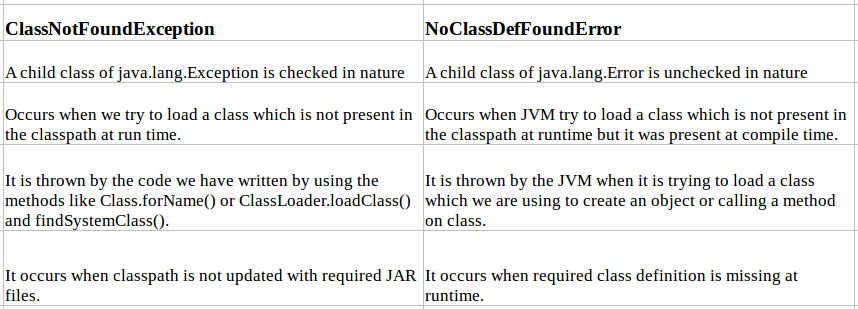 ClassNotFoundException
NoClassDefFoundError
A child class of java.lang.Exception is checked in nature
A child class of java.lang.Error is unchecked in nature
Occurs when we try to load a class which is not present in
the classpath at run time.
Occurs when JVM try to load a class which is not present in
the classpath at runtime but it was present at compile time.
It is thrown by the code we have written by using the
methods like Class.forName() or ClassLoader.loadClass()
and findSystemClass().
It is thrown by the JVM when it is trying to load a class
which we are using to create an object or calling a method
on class.
It occurs when classpath is not updated with required JAR
files.
It occurs when required class definition is missing at
runtime.